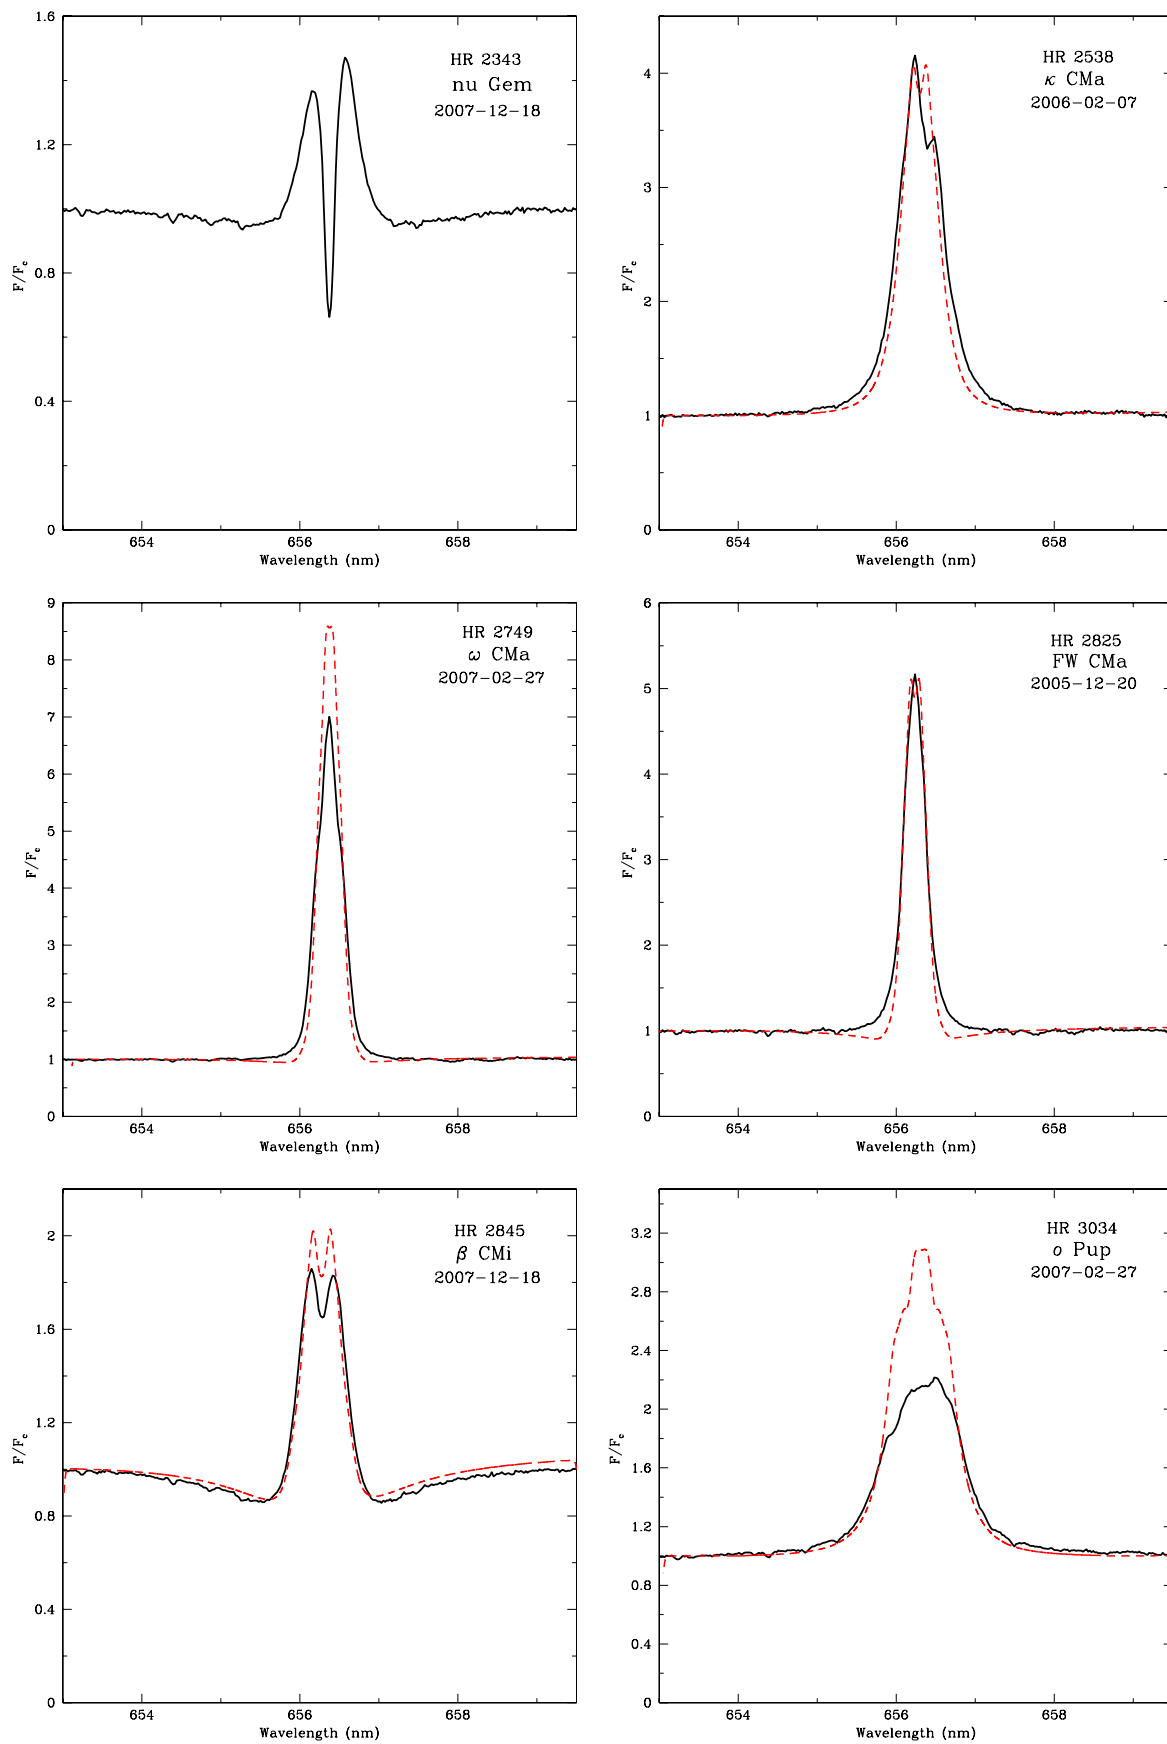 1.6
1.2
0.8
0.4
0
F/Fc
HR 2343
nu Gem
2007-12-18
654
656
658
Wavelength (nm)
4
3
2
1
0
F/Fc
HR 2538
κ CMa
2006-02-07
654
656
658
Wavelength (nm)
9
8
7
6
5
4
3
2
1
0
F/Fc
HR 2749
ω CMa
2007-02-27
654
656
658
Wavelength (nm)
6
5
4
3
2
1
0
F/Fc
HR 2825
FW CMa
2005-12-20
654
656
658
Wavelength (nm)
2
1.6
1.2
0.8
0.4
0
F/Fc
HR 2845
β CMi
2007-12-18
654
656
658
Wavelength (nm)
3.2
2.8
2.4
2
1.6
1.2
0.8
0.4
0
F/Fc
HR 3034
o Pup
2007-02-27
654
656
658
Wavelength (nm)